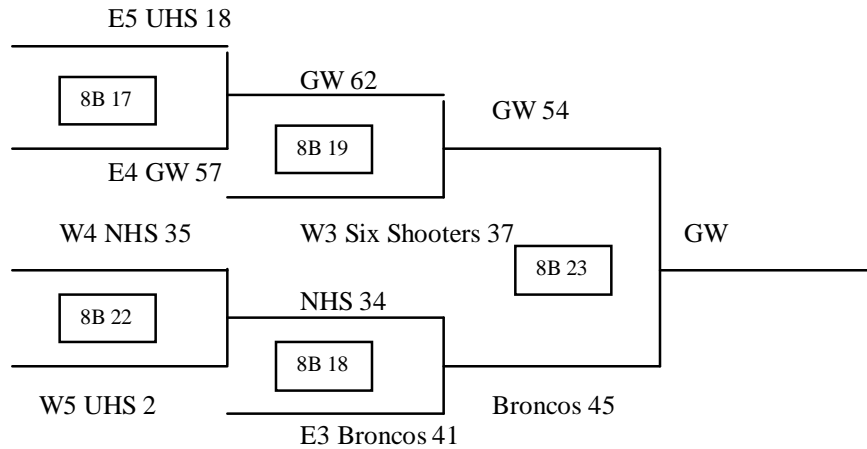 E5 UHS 18
8B 17
GW 62
GW 54
8B 19
E4 GW 57
W4 NHS 35
W3 Six Shooters 37
GW
8B 23
8B 22
NHS 34
8B 18
W5 UHS 2
Broncos 45
E3 Broncos 41